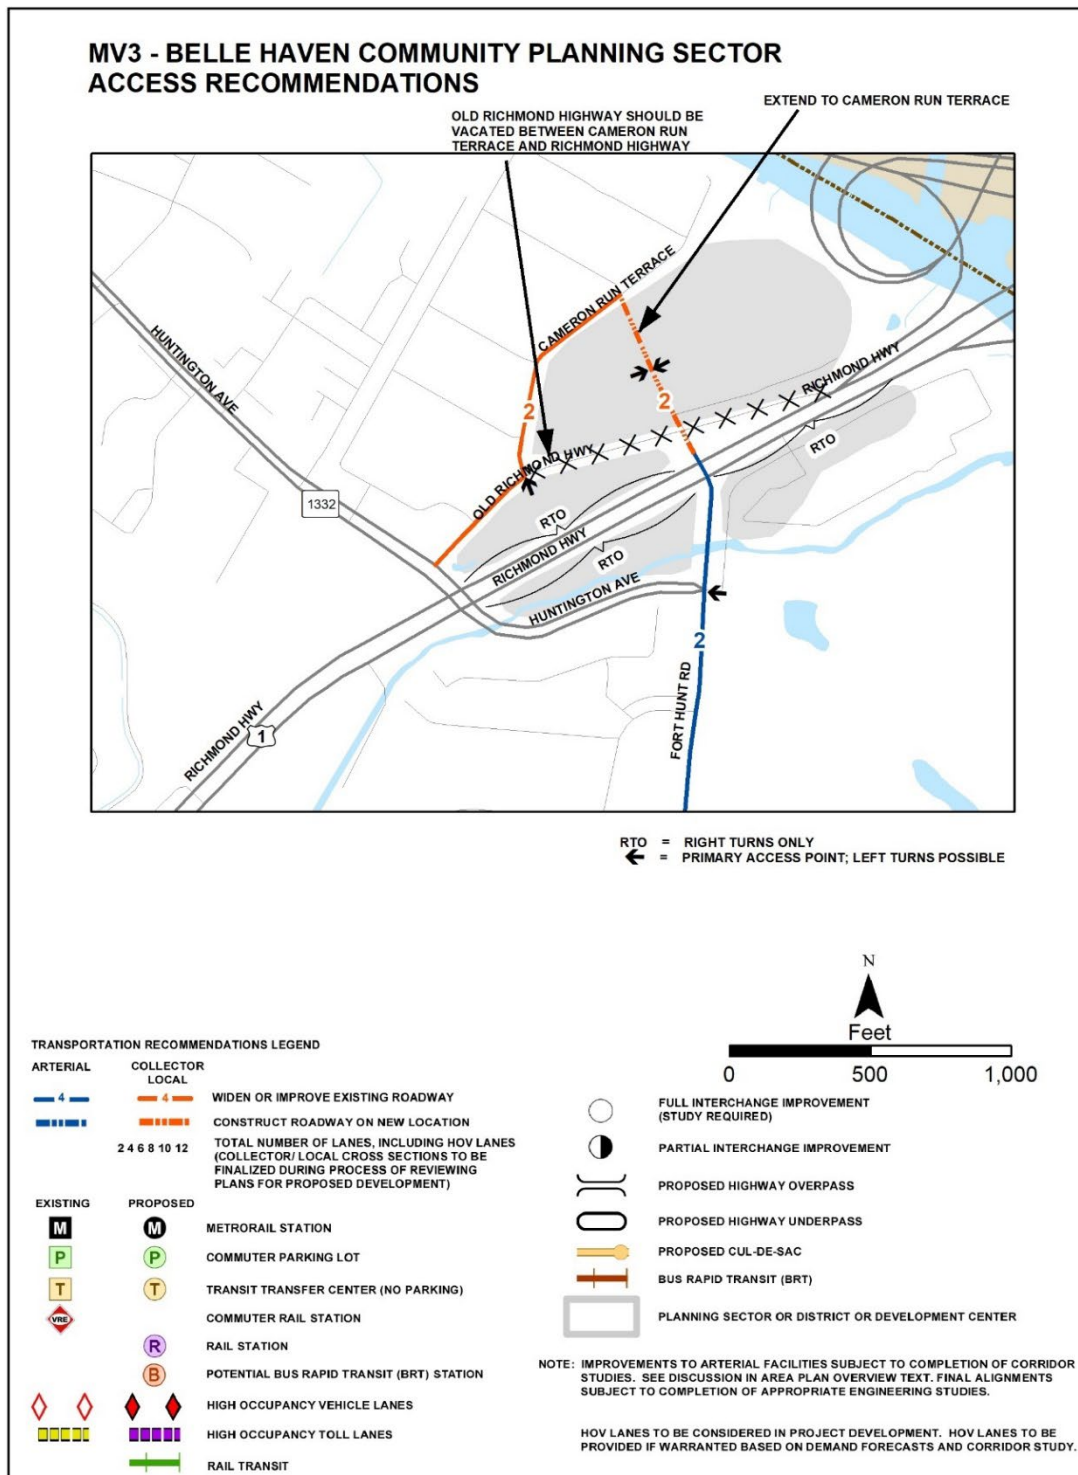 MV3 - BELLE HAVEN COMMUNITY PLANNING SECTOR
ACCESS RECOMMENDATIONS
OLD RICHMOND HIGHWAY SHOULD BE
VACATED BETWEEN CAMERON RUN
TERRACE AND RICHMOND HIGHWAY
EXTEND TO CAMERON RUN TERRACE
CAMERON RUN TERRACE
HUNTINGTON AVE
RICHMOND HWY
2
2
RTO
OLD RICHMOND HWY
1332
RTO
RICHMOND HWY
RTO
HUNTINGTON AVE
2
FORT HUNT RD
RICHMOND HWY
1
RTO = RIGHT TURNS ONLY
= PRIMARY ACCESS POINT; LEFT TURNS POSSIBLE
N
Feet
0 500 1,000
TRANSPORTATION RECOMMENDATIONS LEGEND
ARTERIAL COLLECTOR
LOCAL
4 4 WIDEN OR IMPROVE EXISTING ROADWAY
CONSTRUCT ROADWAY ON NEW LOCATION
2 4 6 8 10 12 TOTAL NUMBER OF LANES, INCLUDING HOV LANES
(COLLECTOR/ LOCAL CROSS SECTIONS TO BE
FINALIZED DURING PROCESS OF REVIEWING
PLANS FOR PROPOSED DEVELOPMENT)
EXISTING PROPOSED
M M METRORAIL STATION
P P COMMUTER PARKING LOT
T T TRANSIT TRANSFER CENTER (NO PARKING)
VRE COMMUTER RAIL STATION
R RAIL STATION
B POTENTIAL BUS RAPID TRANSIT (BRT) STATION
HIGH OCCUPANCY VEHICLE LANES
HIGH OCCUPANCY TOLL LANES
RAIL TRANSIT
FULL INTERCHANGE IMPROVEMENT
(STUDY REQUIRED)
PARTIAL INTERCHANGE IMPROVEMENT
PROPOSED HIGHWAY OVERPASS
PROPOSED HIGHWAY UNDERPASS
PROPOSED CUL-DE-SAC
BUS RAPID TRANSIT (BRT)
PLANNING SECTOR OR DISTRICT OR DEVELOPMENT CENTER
NOTE: IMPROVEMENTS TO ARTERIAL FACILITIES SUBJECT TO COMPLETION OF CORRIDOR
STUDIES. SEE DISCUSSION IN AREA PLAN OVERVIEW TEXT. FINAL ALIGNMENTS
SUBJECT TO COMPLETION OF APPROPRIATE ENGINEERING STUDIES.
HOV LANES TO BE CONSIDERED IN PROJECT DEVELOPMENT. HOV LANES TO BE
PROVIDED IF WARRANTED BASED ON DEMAND FORECASTS AND CORRIDOR STUDY.